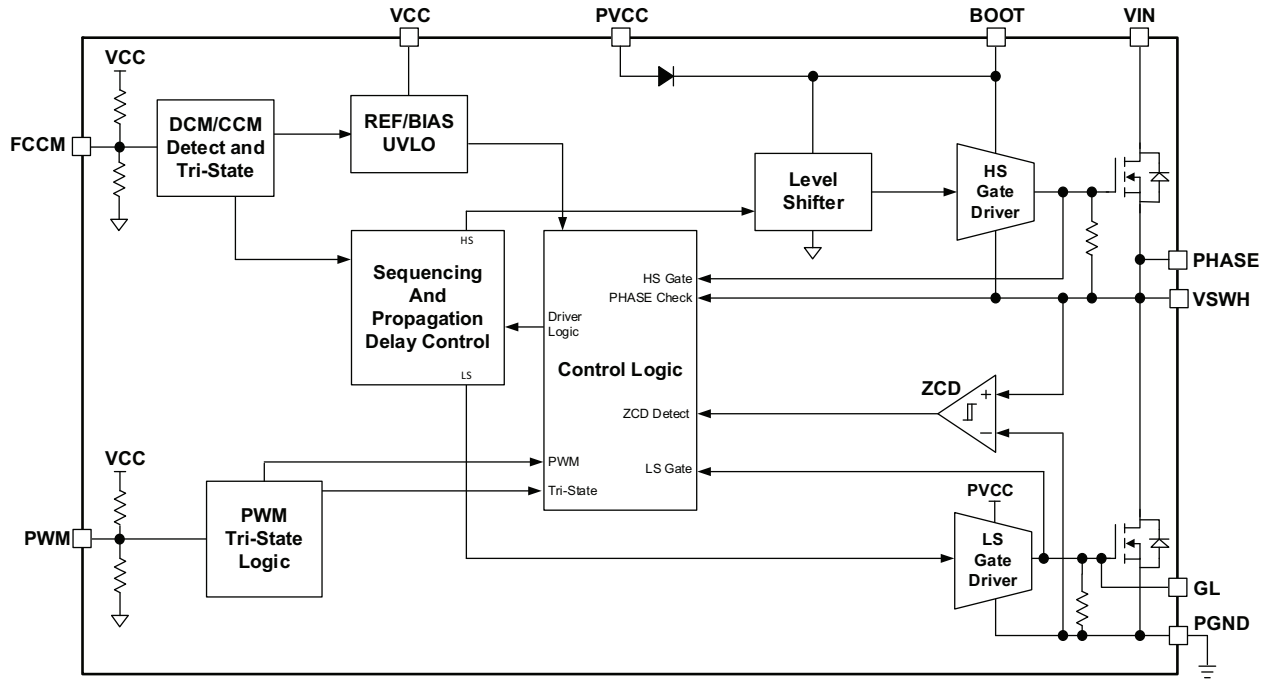 VCC
PVCC
BOOT
VIN
VCC
FCCM
DCM/CCM
Detect and
Tri-State
REF/BIAS
UVLO
Level
Shifter
HS
Gate
Driver
HS
Sequencing
And
Propagation
Delay Control
LS
HS Gate
PHASE Check
Driver
Logic
Control Logic
ZCD Detect
LS Gate
PWM
Tri-State
PHASE
VSWH
ZCD
+
−
VCC
PWM
PWM
Tri-State
Logic
PVCC
LS
Gate
Driver
GL
PGND